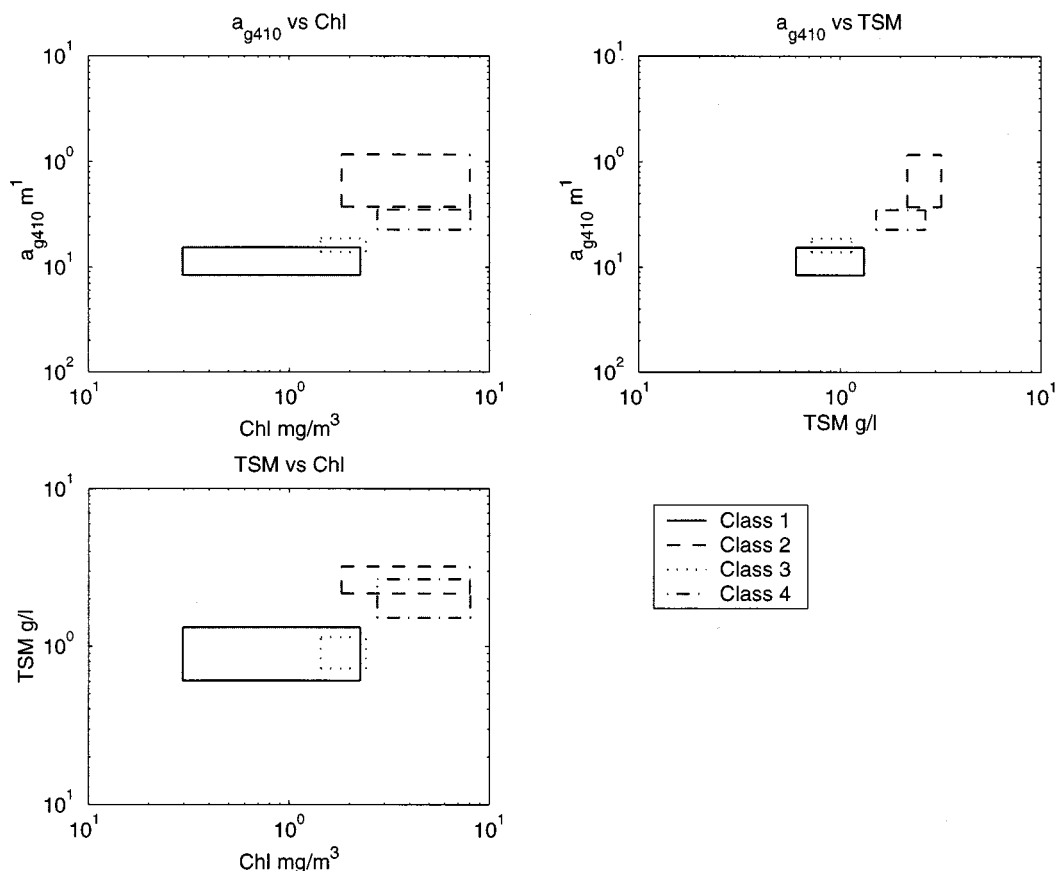 a_g410 vs Chl
10^1
10^0
10^1
10^2
a_g410 m^1
10^1 10^0 10^1
Chl mg/m^3
a_g410 vs TSM
10^1
10^0
10^1
10^2
a_g410 m^1
10^1 10^0 10^1
TSM g/l
TSM vs Chl
10^1
10^0
10^1
TSM g/l
10^1 10^0 10^1
Chl mg/m^3
Class 1
Class 2
Class 3
Class 4